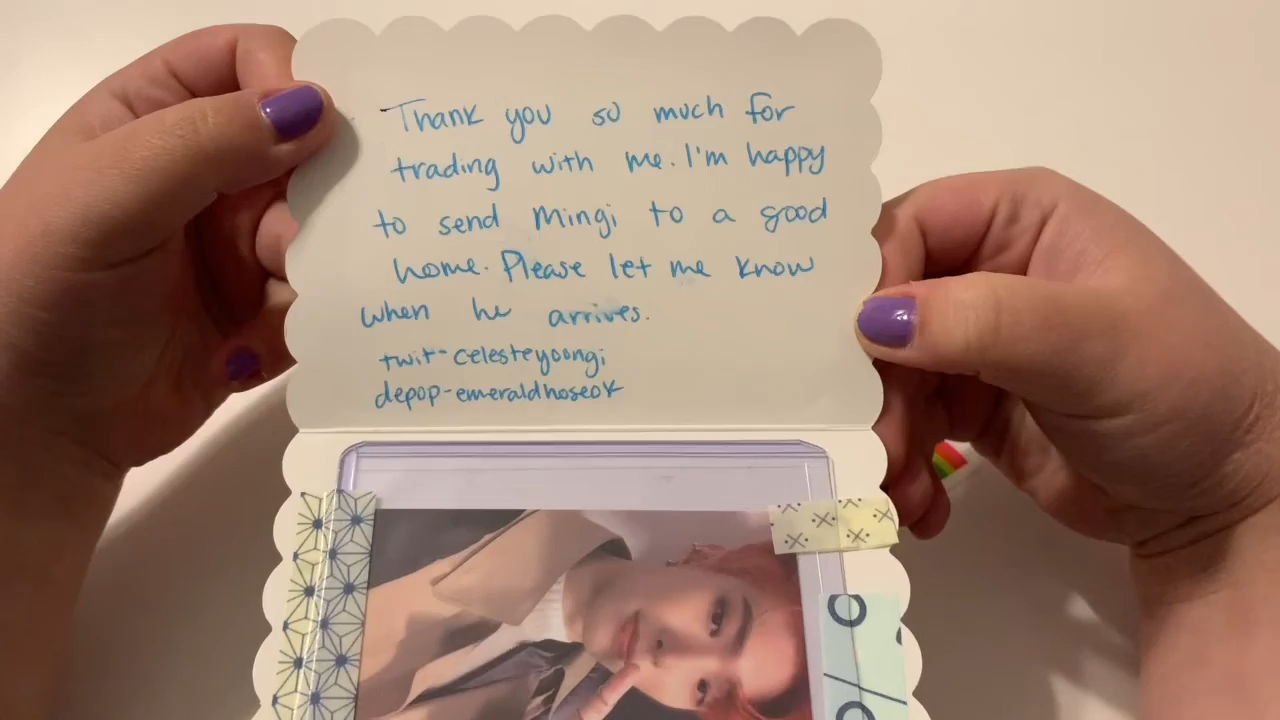 Thank you so much for
trading with me. I'm happy
to send Mingi to a good
home. Please let me know
when he arrives.
twit-celesteyoongi
depop-emeraldhoseok